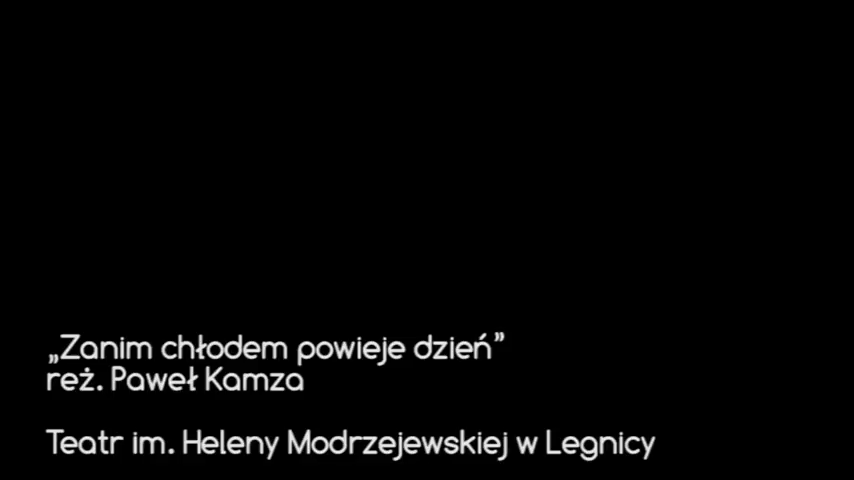 „Zanim chłodem powieje dzień”
reż. Paweł Kamza
Teatr im. Heleny Modrzejewskiej w Legnicy